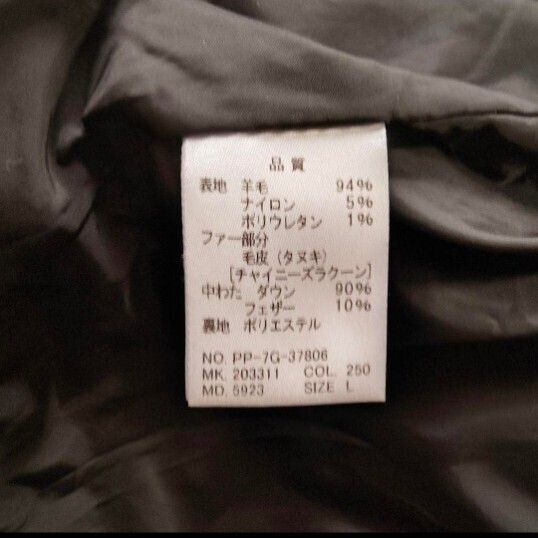 品質
表地 羊毛 94%
ナイロン 5%
ポリウレタン 1%
ファー部分
毛皮(タヌキ)
[チャイニーズラクーン]
中わた ダウン 90%
フェザー 10%
裏地 ポリエステル
NO. PP-7G-37806
MK. 203311 COL. 250
MD. 5923 SIZE L